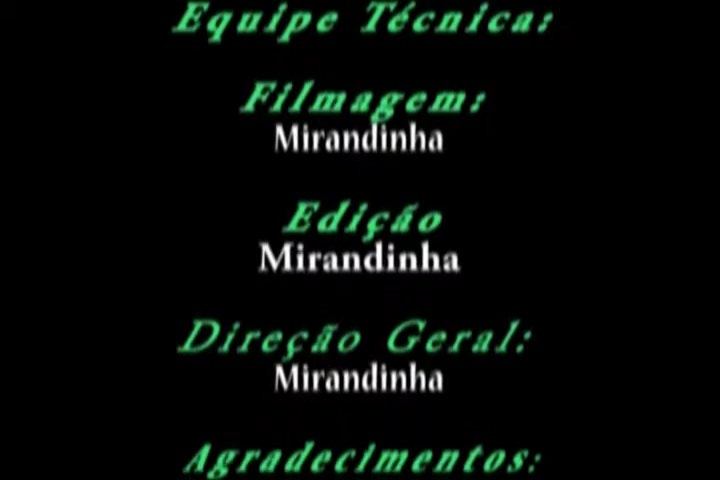 Equipe Técnica:
Filmagem:
Mirandinha
Edição
Mirandinha
Direção Geral:
Mirandinha
Agradecimentos: